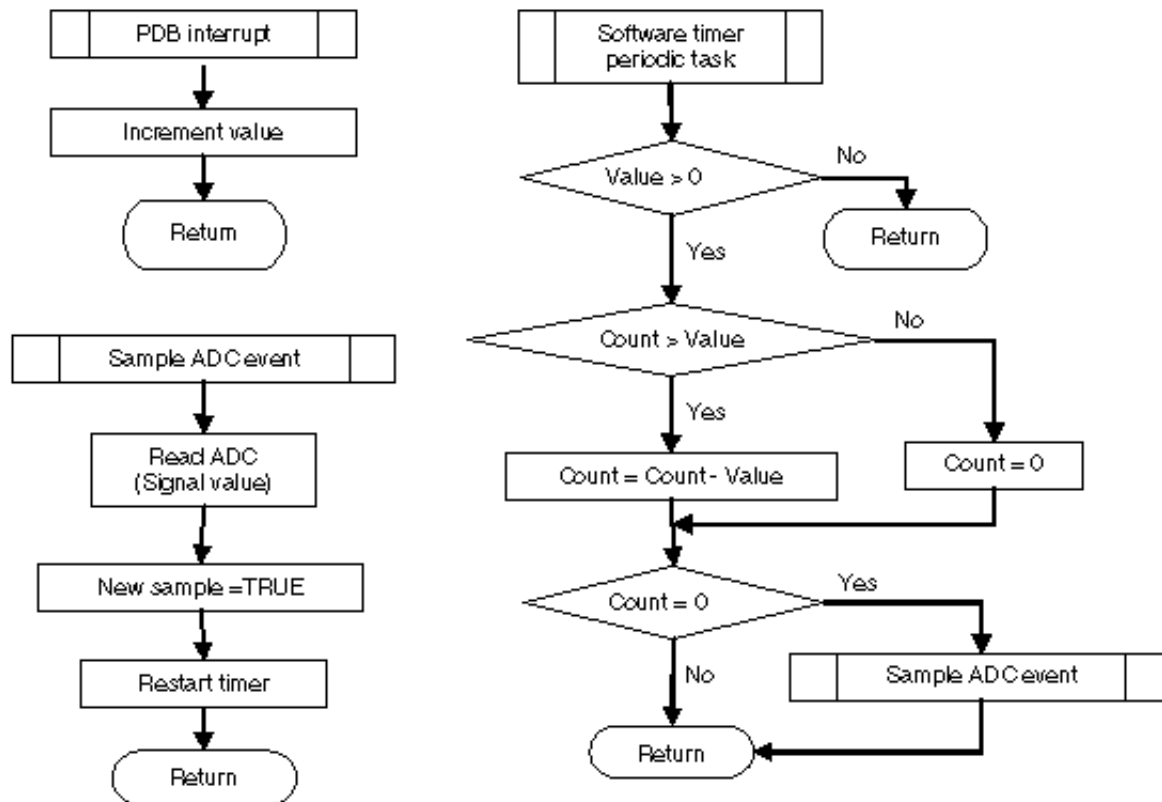 PDB interrupt
Increment value
Return
Sample ADC event
Read ADC
(Signal value)
New sample =TRUE
Restart timer
Return
Software timer
periodic task
Value > 0
No
Return
Yes
Count > Value
No
Yes
Count = Count - Value
Count = 0
Count = 0
Yes
No
Sample ADC event
Return